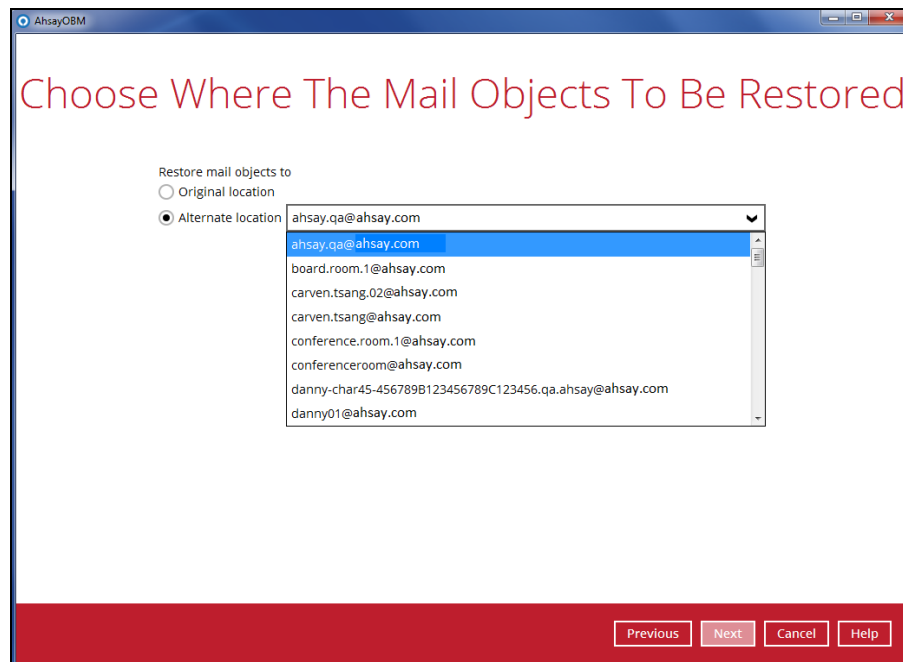 AhsayOBM
Choose Where The Mail Objects To Be Restored
Restore mail objects to
Original location
Alternate location ahsay.qa@ahsay.com
ahsay.qa@ahsay.com
board.room.1@ahsay.com
carven.tsang.02@ahsay.com
carven.tsang@ahsay.com
conference.room.1@ahsay.com
conferenceroom@ahsay.com
danny-char45-456789B123456789C123456.qa.ahsay@ahsay.com
danny01@ahsay.com
Previous Next Cancel Help